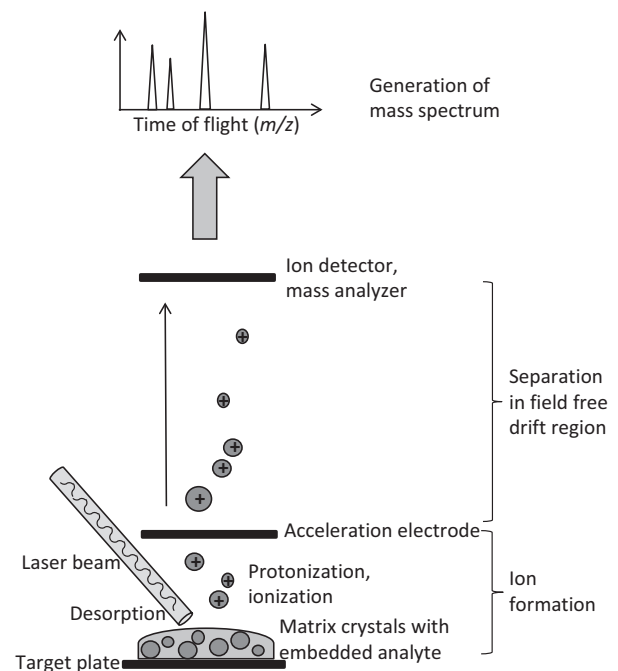 Generation of
mass spectrum
Time of flight (m/z)
Ion detector,
mass analyzer
+
+
Separation
in field free
drift region
+
+
+
Acceleration electrode
Laser beam
+
Protonization,
ionization
+
+
Ion
formation
Desorption
Matrix crystals with
embedded analyte
Target plate